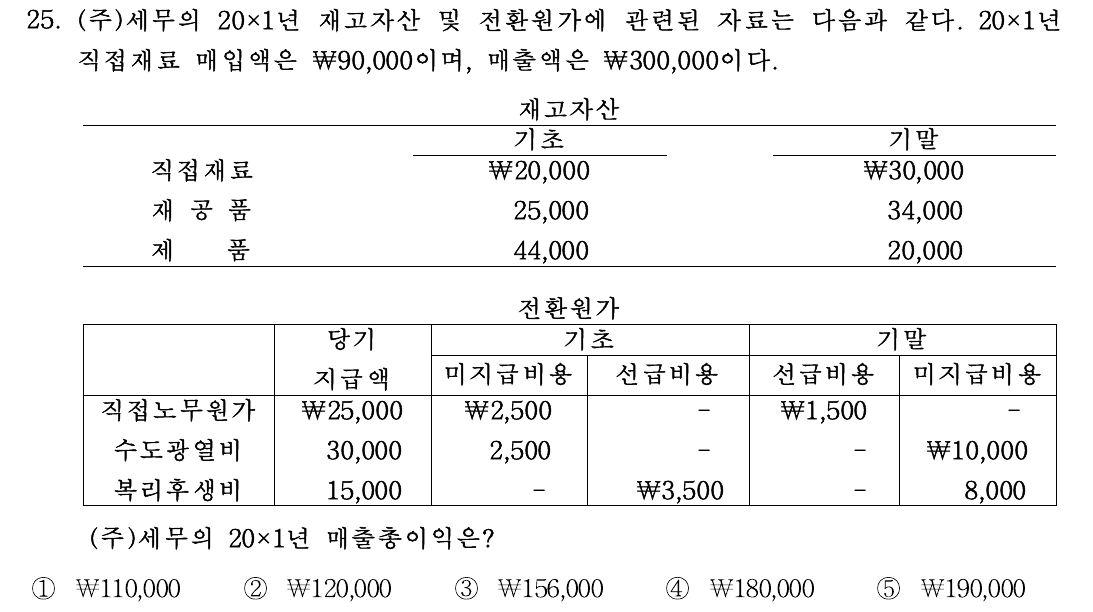 25. (주)세무의 20×1년 재고자산 및 전환원가에 관련된 자료는 다음과 같다. 20×1년
직접재료 매입액은 ₩90,000이며, 매출액은 ₩300,000이다.
재고자산
기초 기말
직접재료 ₩20,000 ₩30,000
재 공 품 25,000 34,000
제 품 44,000 20,000
전환원가
당기 기초 기말
지급액 미지급비용 선급비용 선급비용 미지급비용
직접노무원가 ₩25,000 ₩2,500 - ₩1,500 -
수도광열비 30,000 2,500 - - ₩10,000
복리후생비 15,000 - ₩3,500 - 8,000
(주)세무의 20×1년 매출총이익은?
① ₩110,000 ② ₩120,000 ③ ₩156,000 ④ ₩180,000 ⑤ ₩190,000